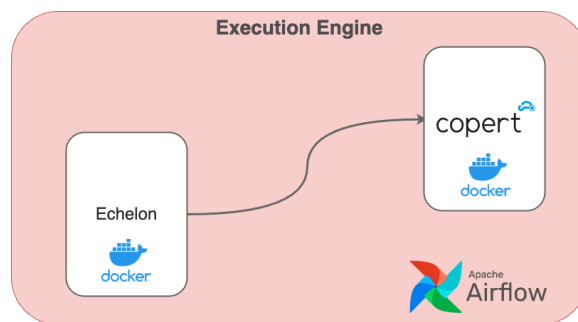 Execution Engine
copert
docker
Echelon
docker
Apache
Airflow